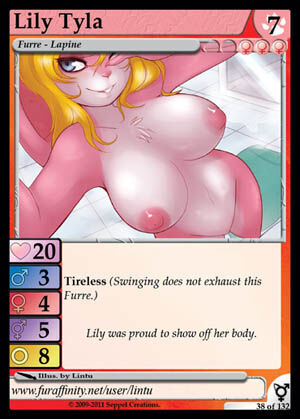 Lily Tyla
7
Furre - Lapine
20
3
4
5
8
Tireless (Swinging does not exhaust this
Furre.)
Lily was proud to show off her body.
Illus. by Lintu
www.furaffinity.net/user/lintu
© 2009-2011 Seppel Creations.
38 of 132